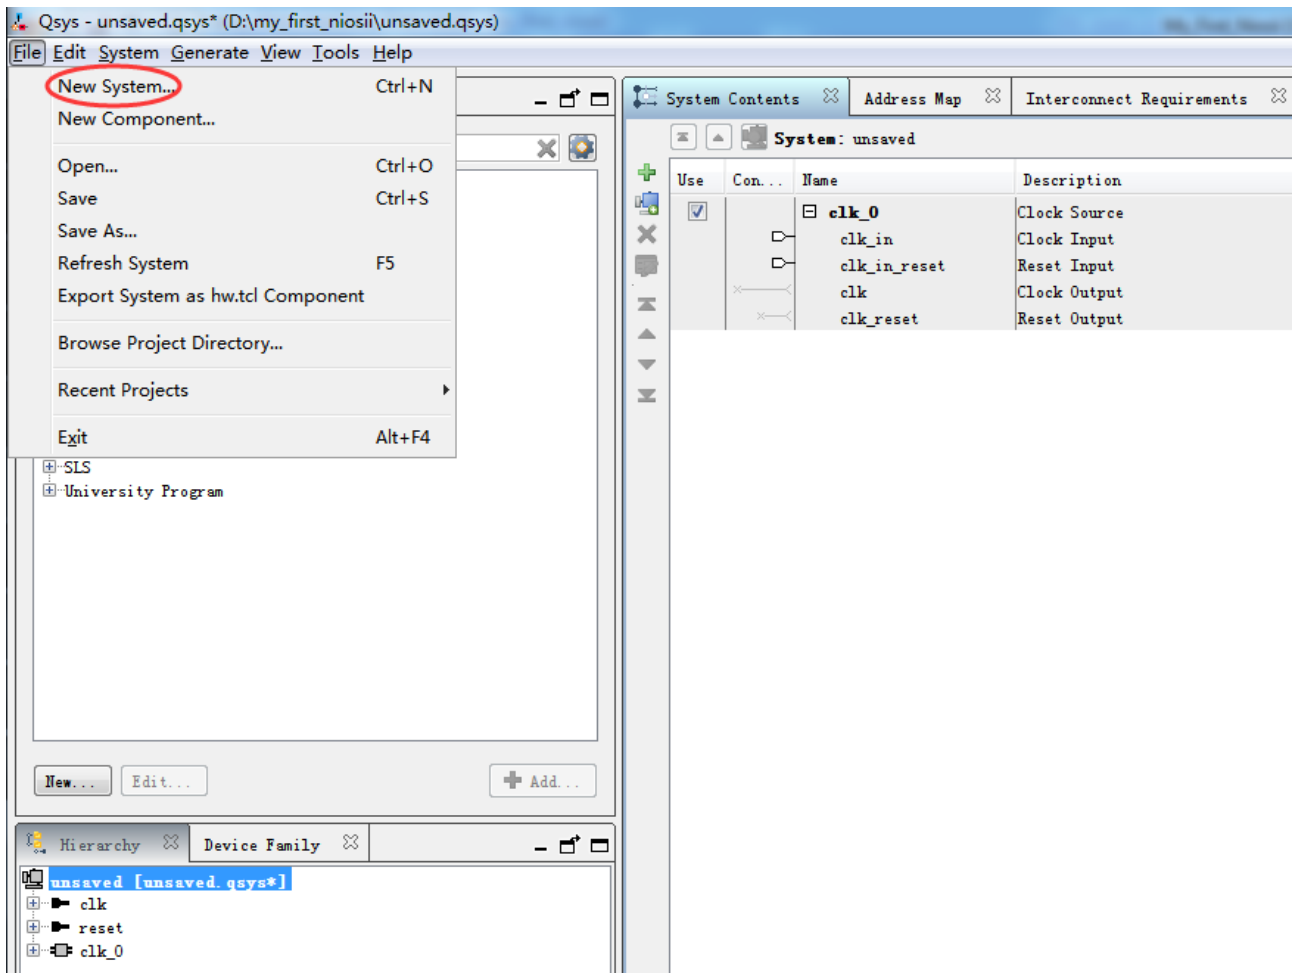 Qsys - unsaved.qsys* (D:\my_first_niosii\unsaved.qsys)
File Edit System Generate View Tools Help
New System... Ctrl+N
New Component...
Open... Ctrl+O
Save Ctrl+S
Save As...
Refresh System F5
Export System as hw.tcl Component
Browse Project Directory...
Recent Projects
Exit Alt+F4
SLS
University Program
New... Edit... Add...
Hierarchy Device Family
unsaved [unsaved.qsys*]
clk
reset
clk_0
System Contents Address Map Interconnect Requirements
System: unsaved
Use Con... Name Description
clk_0 Clock Source
clk_in Clock Input
clk_in_reset Reset Input
clk Clock Output
clk_reset Reset Output